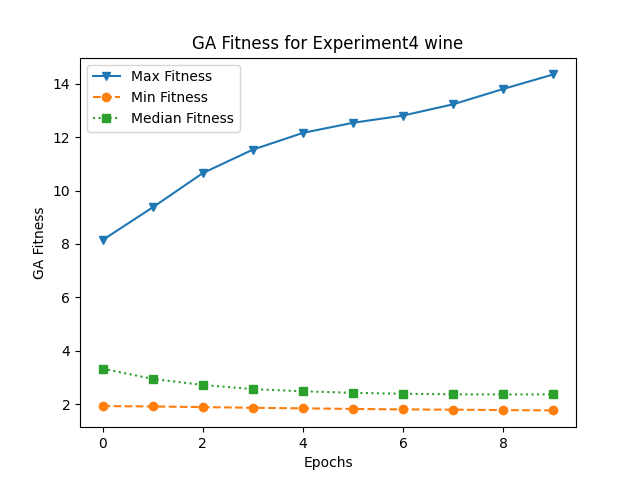 GA Fitness for Experiment4 wine
Max Fitness
Min Fitness
Median Fitness
GA Fitness
14
12
10
8
6
4
2
0 2 4 6 8
Epochs